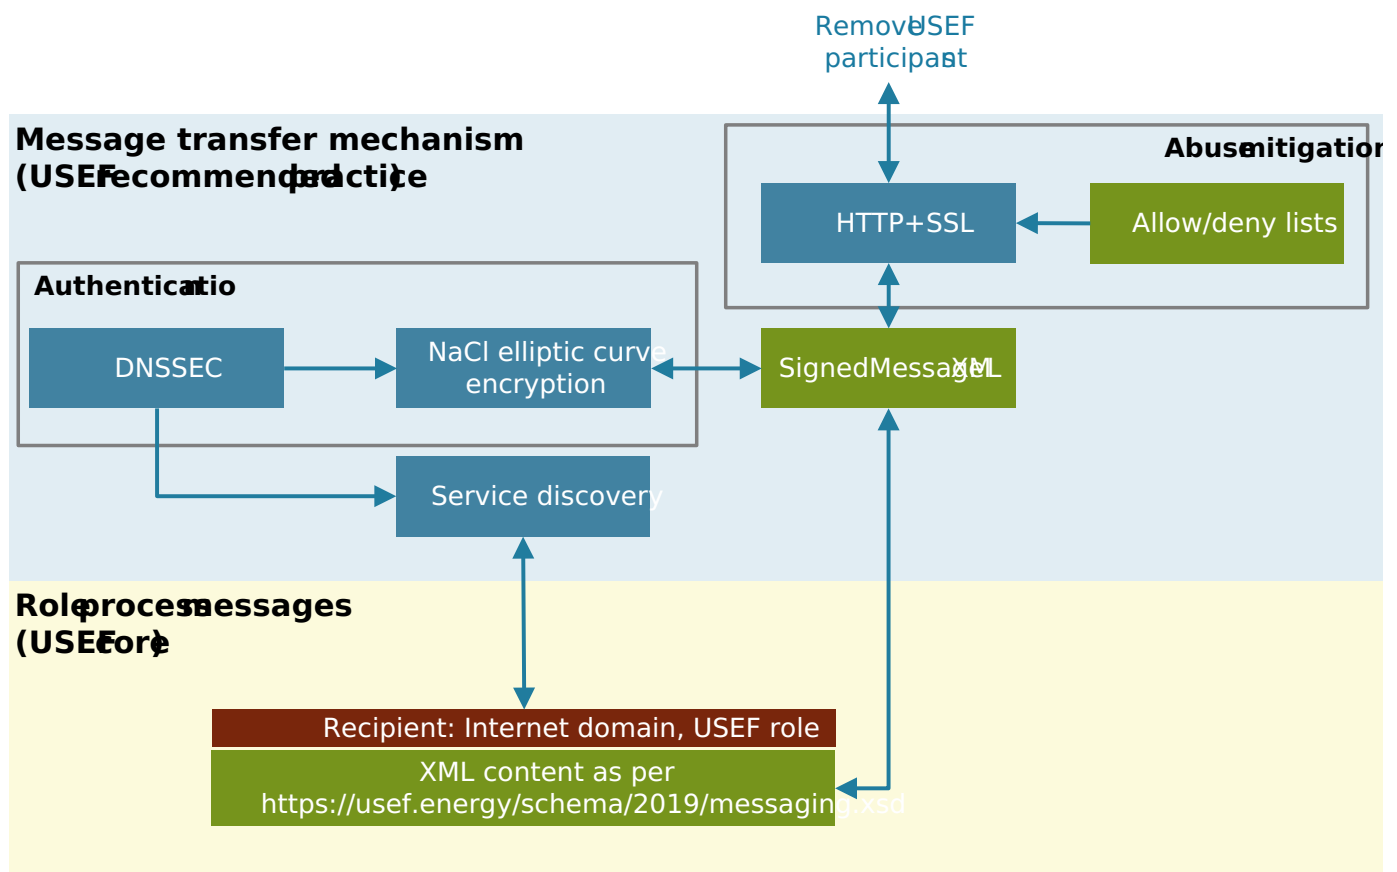 Remove USEF
participant
Message transfer mechanism
(USEF recommended practice)
Abuse mitigation
HTTP+SSL
Allow/deny lists
Authentication
DNSSEC
NaCl elliptic curve
encryption
SignedMessage XML
Service discovery
Role process messages
(USEF core)
Recipient: Internet domain, USEF role
XML content as per
https://usef.energy/schema/2019/messaging.xsd